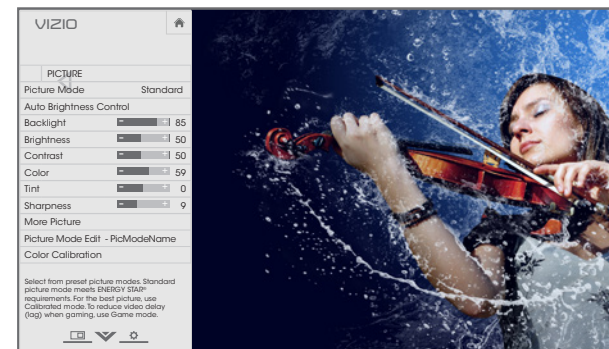 VIZIO
PICTURE
Picture Mode Standard
Auto Brightness Control
Backlight 85
Brightness 50
Contrast 50
Color 59
Tint 0
Sharpness 9
More Picture
Picture Mode Edit - PicModeName
Color Calibration
Select from preset picture modes. Standard
picture mode meets ENERGY STAR®
requirements. For the best picture, use
Calibrated mode. To reduce video delay
(lag) when gaming, use Game mode.